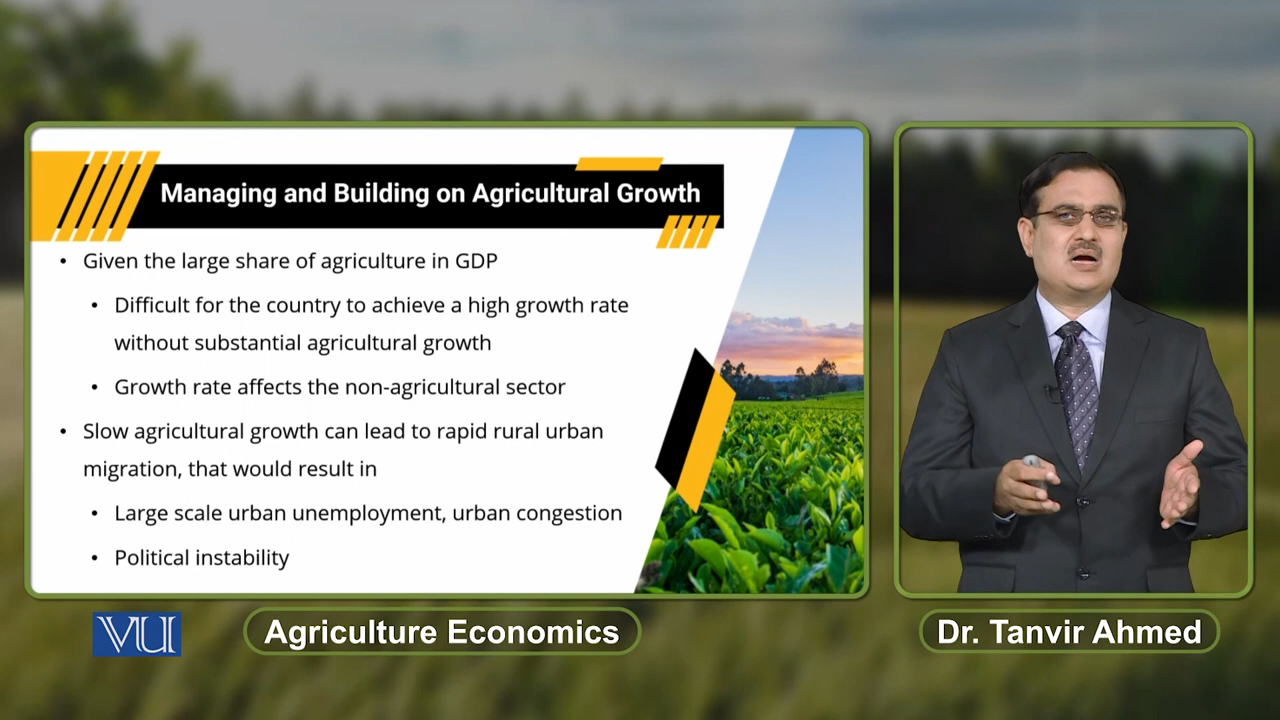 Managing and Building on Agricultural Growth
• Given the large share of agriculture in GDP
• Difficult for the country to achieve a high growth rate
without substantial agricultural growth
• Growth rate affects the non-agricultural sector
• Slow agricultural growth can lead to rapid rural urban
migration, that would result in
• Large scale urban unemployment, urban congestion
• Political instability
VU
Agriculture Economics
Dr. Tanvir Ahmed